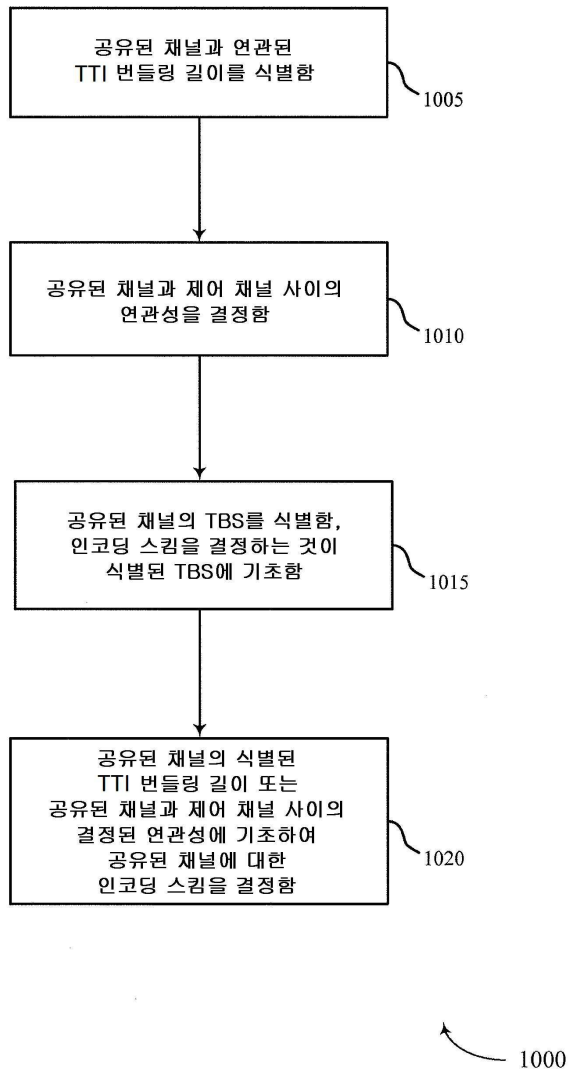 공유된 채널과 연관된
TTI 번들링 길이를 식별함
1005
공유된 채널과 제어 채널 사이의
연관성을 결정함
1010
공유된 채널의 TBS를 식별함,
인코딩 스킴을 결정하는 것이
식별된 TBS에 기초함
1015
공유된 채널의 식별된
TTI 번들링 길이 또는
공유된 채널과 제어 채널 사이의
결정된 연관성에 기초하여
공유된 채널에 대한
인코딩 스킴을 결정함
1020
1000